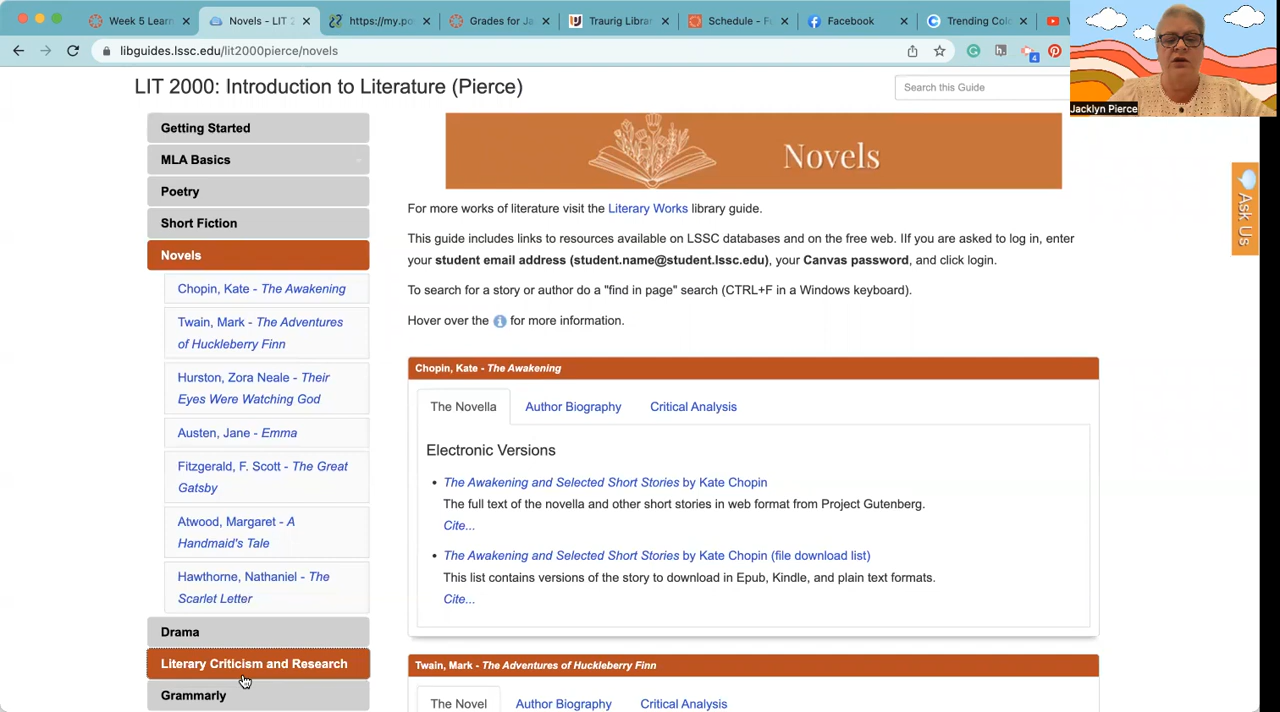 Week 5 Learn
Novels - LIT 2
https://my.po
Grades for Ja
Traurig Librar
Schedule - Fu
Facebook
Trending Colo
libguides.lssc.edu/lit2000pierce/novels
4
Jacklyn Pierce
LIT 2000: Introduction to Literature (Pierce)
Search this Guide
Getting Started
MLA Basics
Poetry
Short Fiction
Novels
Chopin, Kate - The Awakening
Twain, Mark - The Adventures
of Huckleberry Finn
Hurston, Zora Neale - Their
Eyes Were Watching God
Austen, Jane - Emma
Fitzgerald, F. Scott - The Great
Gatsby
Atwood, Margaret - A
Handmaid's Tale
Hawthorne, Nathaniel - The
Scarlet Letter
Drama
Literary Criticism and Research
Grammarly
Novels
For more works of literature visit the Literary Works library guide.
This guide includes links to resources available on LSSC databases and on the free web. IIf you are asked to log in, enter
your student email address (student.name@student.lssc.edu), your Canvas password, and click login.
To search for a story or author do a "find in page" search (CTRL+F in a Windows keyboard).
Hover over the i for more information.
Chopin, Kate - The Awakening
The Novella Author Biography Critical Analysis
Electronic Versions
• The Awakening and Selected Short Stories by Kate Chopin
The full text of the novella and other short stories in web format from Project Gutenberg.
Cite...
• The Awakening and Selected Short Stories by Kate Chopin (file download list)
This list contains versions of the story to download in Epub, Kindle, and plain text formats.
Cite...
Twain, Mark - The Adventures of Huckleberry Finn
The Novel Author Biography Critical Analysis
Ask Us